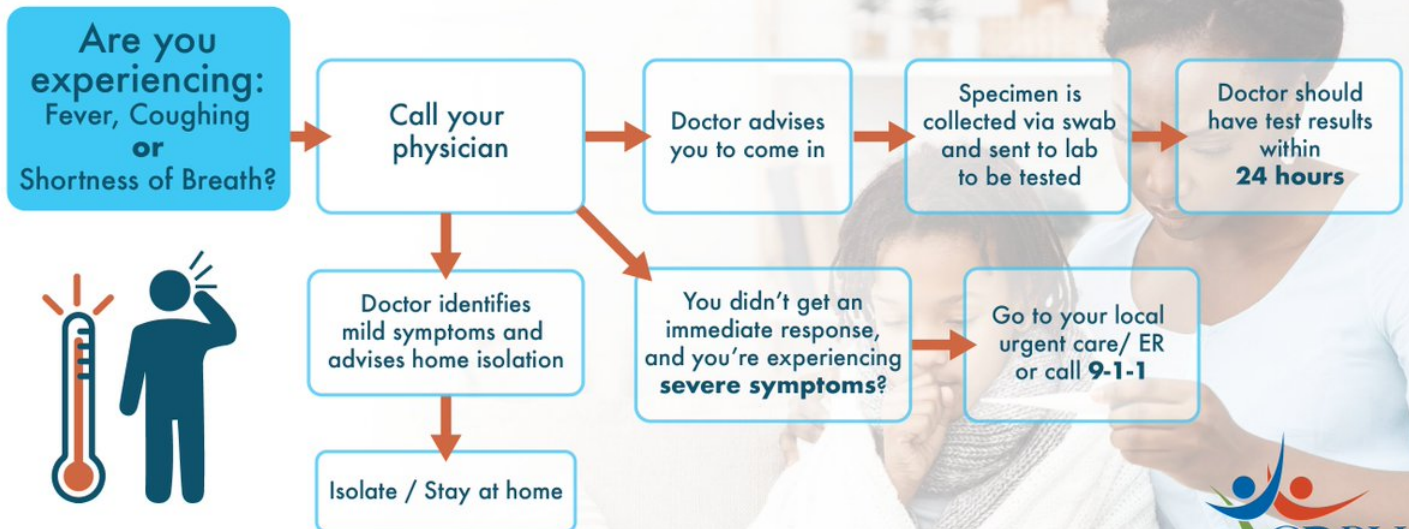 Are you
experiencing:
Fever, Coughing
or
Shortness of Breath?
Call your
physician
Doctor advises
you to come in
Specimen is
collected via swab
and sent to lab
to be tested
Doctor should
have test results
within
24 hours
Doctor identifies
mild symptoms and
advises home isolation
You didn't get an
immediate response,
and you're experiencing
severe symptoms?
Go to your local
urgent care/ ER
or call 9-1-1
Isolate / Stay at home